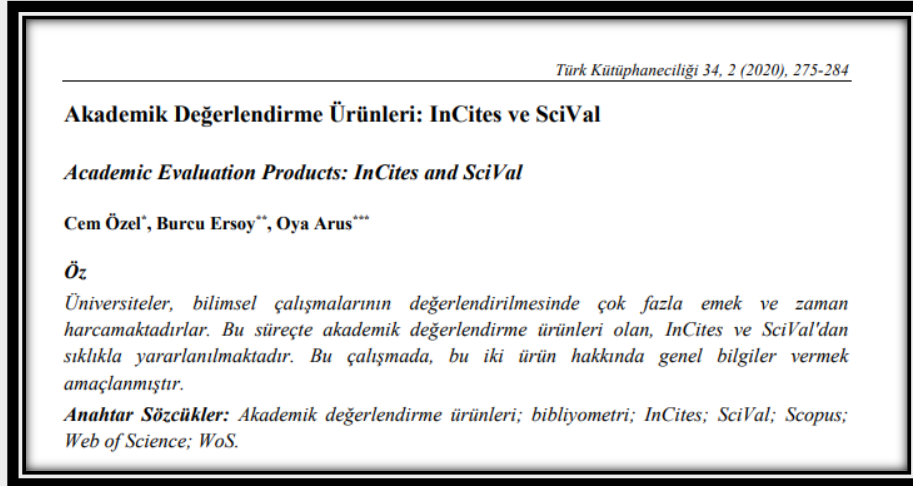 Türk Kütüphaneciliği 34, 2 (2020), 275-284
Akademik Değerlendirme Ürünleri: InCites ve SciVal
Academic Evaluation Products: InCites and SciVal
Cem Özel*, Burcu Ersoy**, Oya Arus***
Öz
Üniversiteler, bilimsel çalışmalarının değerlendirilmesinde çok fazla emek ve zaman
harcamaktadırlar. Bu süreçte akademik değerlendirme ürünleri olan, InCites ve SciVal'dan
sıklıkla yararlanılmaktadır. Bu çalışmada, bu iki ürün hakkında genel bilgiler vermek
amaçlanmıştır.
Anahtar Sözcükler: Akademik değerlendirme ürünleri; bibliyometri; InCites; SciVal; Scopus;
Web of Science; WoS.